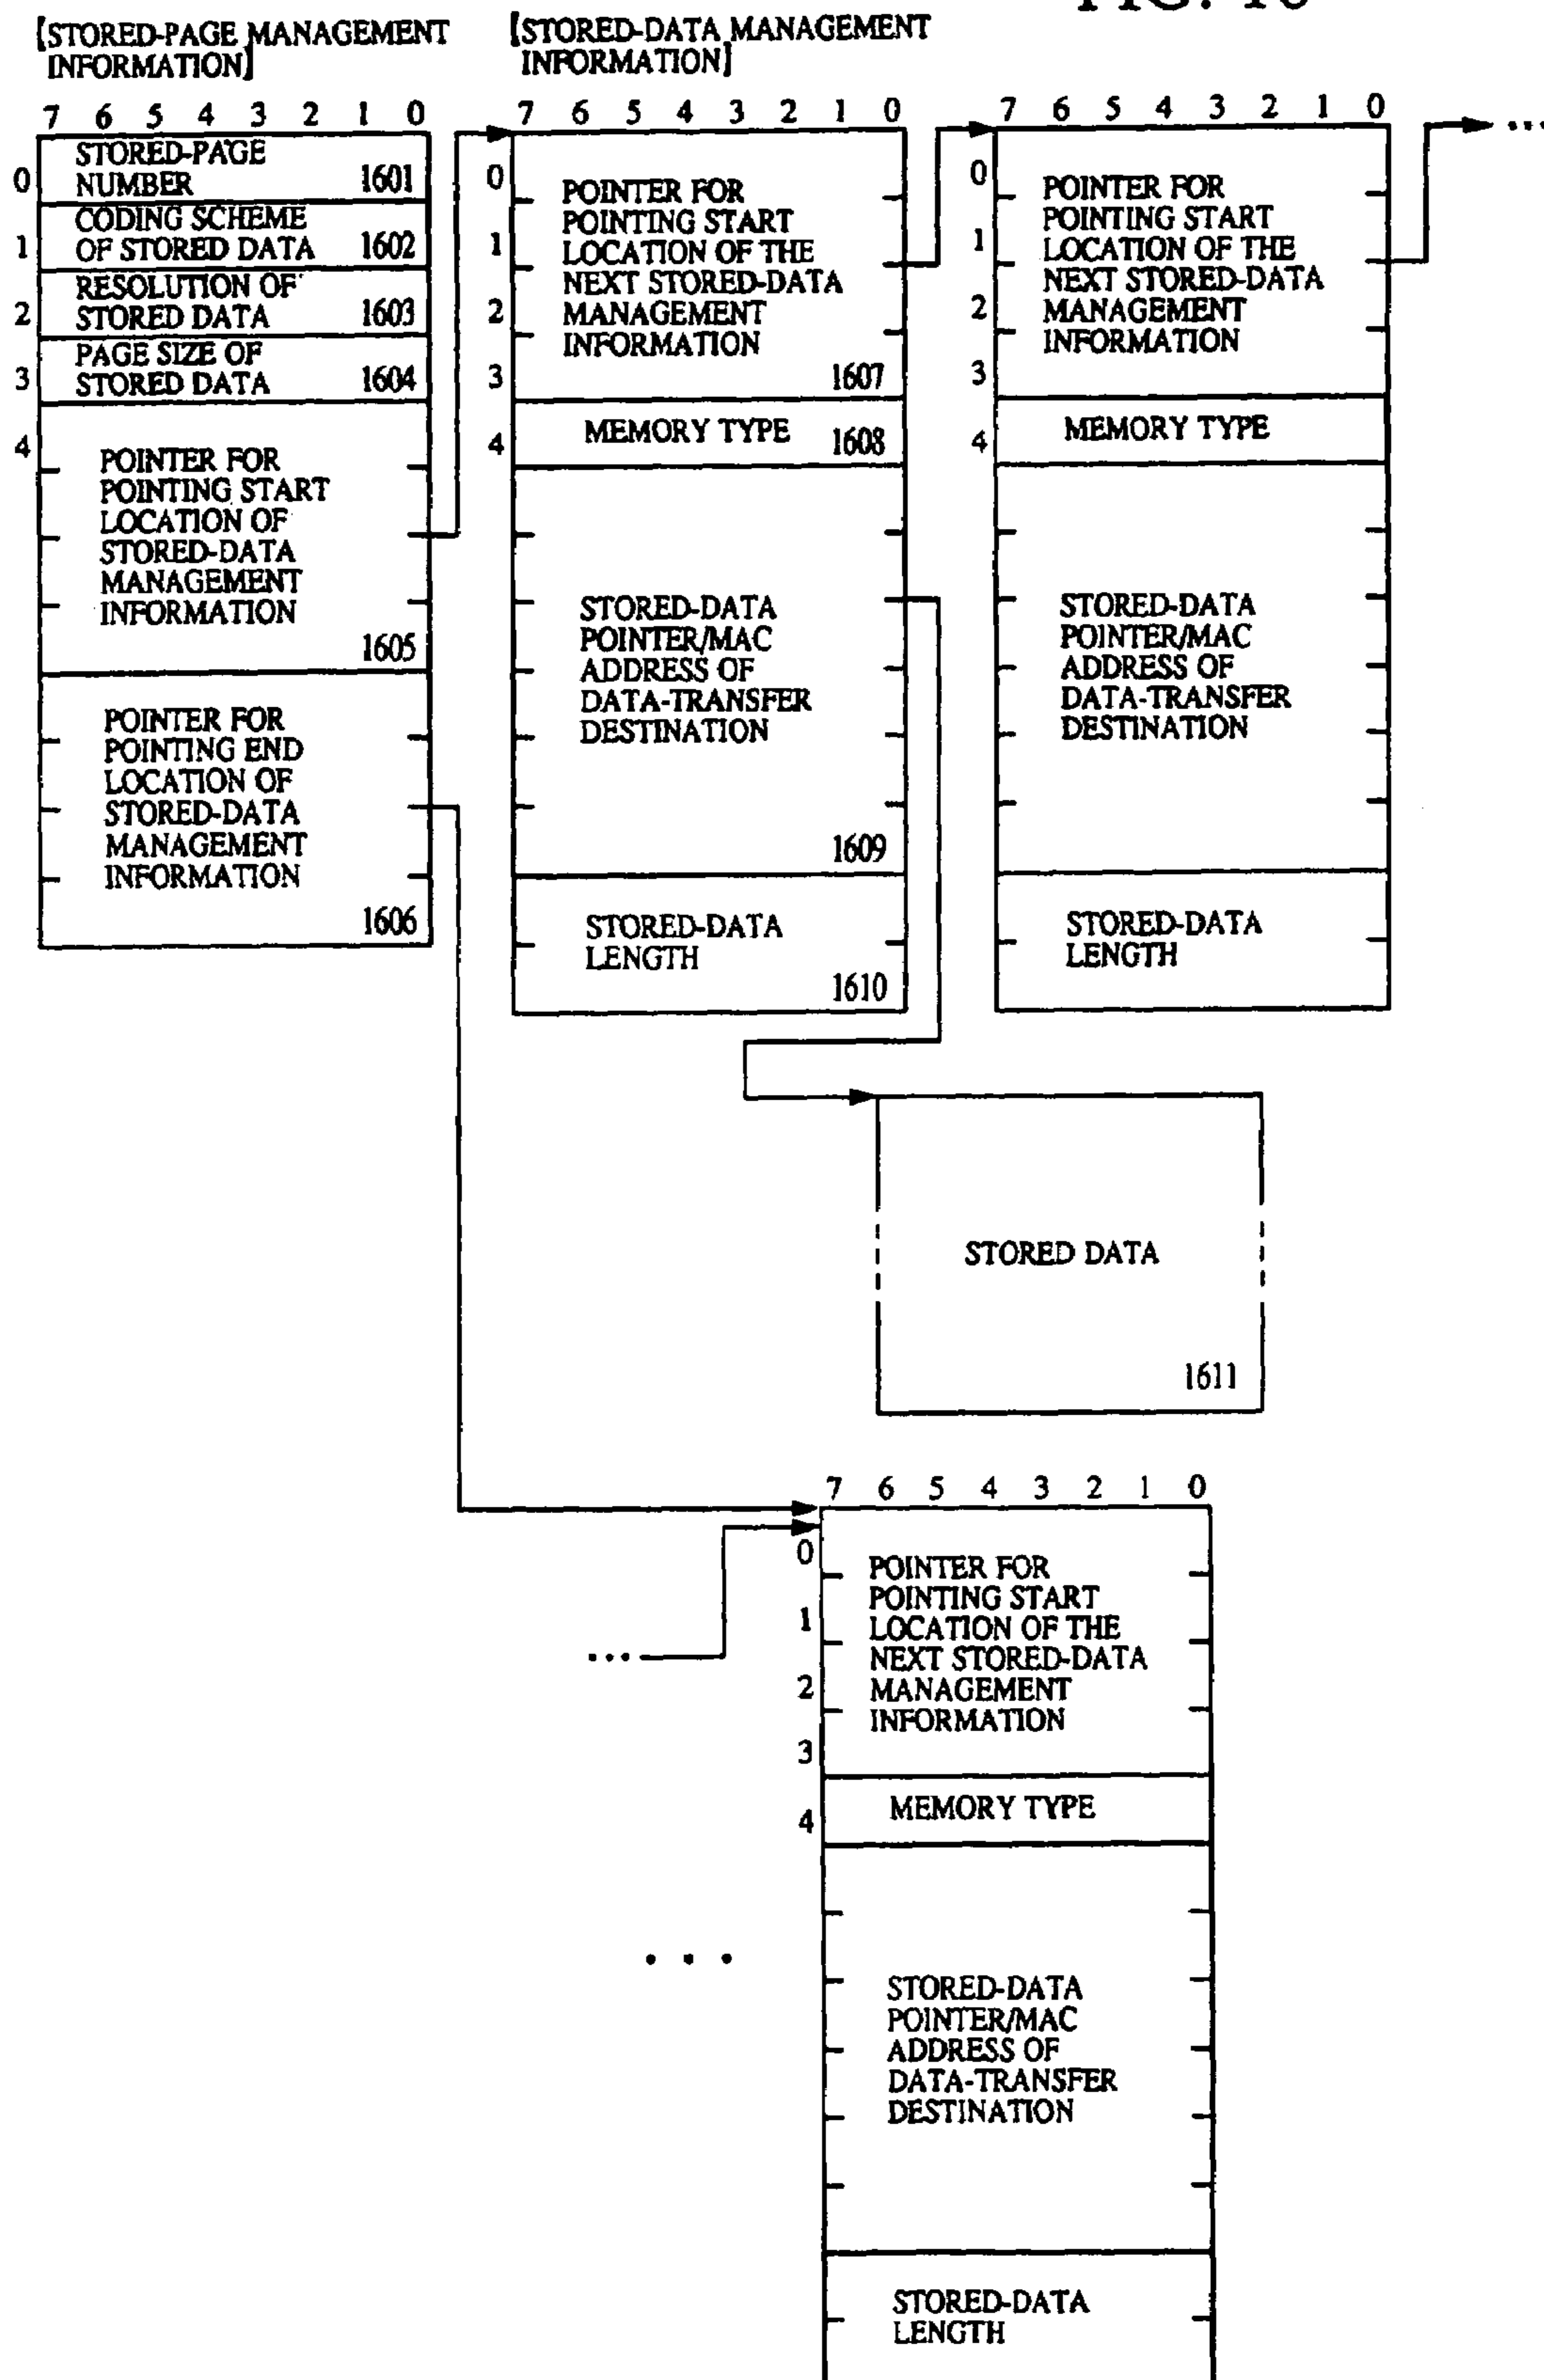 FIG. 16
[STORED-PAGE MANAGEMENT
INFORMATION]
7 6 5 4 3 2 1 0
0
STORED-PAGE
NUMBER 1601
1
CODING SCHEME
OF STORED DATA 1602
2
RESOLUTION OF
STORED DATA 1603
3
PAGE SIZE OF
STORED DATA 1604
4
POINTER FOR
POINTING START
LOCATION OF
STORED-DATA
MANAGEMENT
INFORMATION
1605
POINTER FOR
POINTING END
LOCATION OF
STORED-DATA
MANAGEMENT
INFORMATION
1606
[STORED-DATA MANAGEMENT
INFORMATION]
7 6 5 4 3 2 1 0
0
1
2
3
POINTER FOR
POINTING START
LOCATION OF THE
NEXT STORED-DATA
MANAGEMENT
INFORMATION
1607
4
MEMORY TYPE 1608
STORED-DATA
POINTER/MAC
ADDRESS OF
DATA-TRANSFER
DESTINATION
1609
STORED-DATA
LENGTH
1610
7 6 5 4 3 2 1 0
0
1
2
3
POINTER FOR
POINTING START
LOCATION OF THE
NEXT STORED-DATA
MANAGEMENT
INFORMATION
4
MEMORY TYPE
STORED-DATA
POINTER/MAC
ADDRESS OF
DATA-TRANSFER
DESTINATION
STORED-DATA
LENGTH
...
STORED DATA
1611
7 6 5 4 3 2 1 0
0
1
2
3
POINTER FOR
POINTING START
LOCATION OF THE
NEXT STORED-DATA
MANAGEMENT
INFORMATION
...
4
MEMORY TYPE
...
STORED-DATA
POINTER/MAC
ADDRESS OF
DATA-TRANSFER
DESTINATION
STORED-DATA
LENGTH